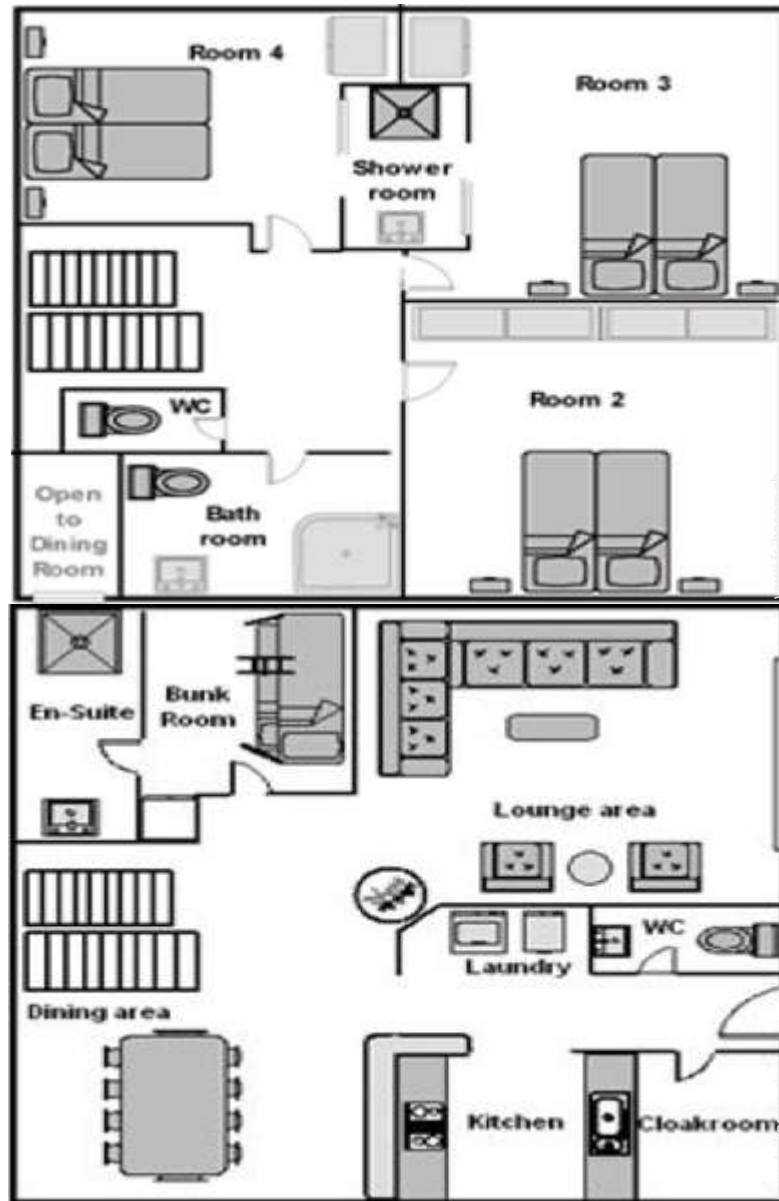 Room 4
Room 3
Shower
room
WC
Room 2
Open
to
Dining
Room
Bath
room
En-Suite
Bunk
Room
Lounge area
WC
Laundry
Dining area
Kitchen
Cloakroom